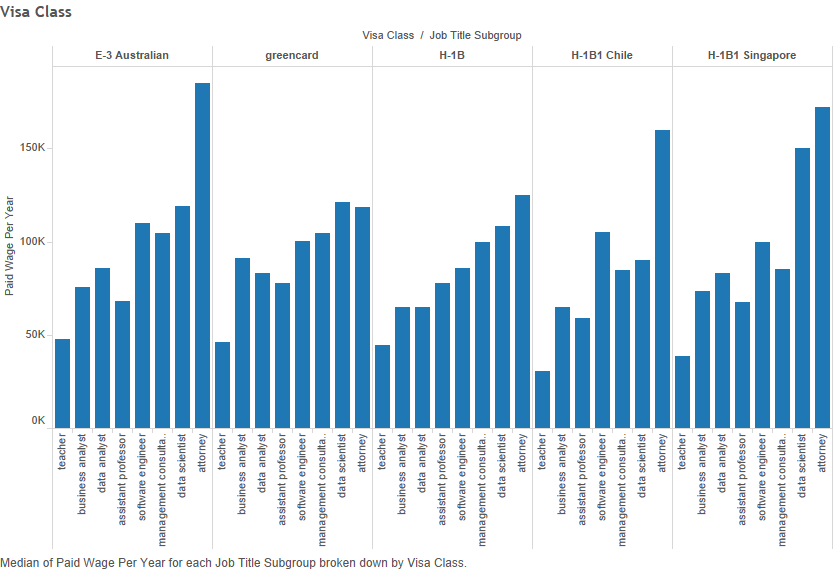 Visa Class
Visa Class / Job Title Subgroup
E-3 Australian
greencard
H-1B
H-1B1 Chile
H-1B1 Singapore
Paid Wage Per Year
150K
100K
50K
0K
teacher
business analyst
data analyst
assistant professor
software engineer
management consulta..
data scientist
attorney
teacher
business analyst
data analyst
assistant professor
software engineer
management consulta..
data scientist
attorney
teacher
business analyst
data analyst
assistant professor
software engineer
management consulta..
data scientist
attorney
teacher
business analyst
assistant professor
software engineer
management consulta..
data scientist
attorney
teacher
business analyst
data analyst
assistant professor
software engineer
management consulta..
data scientist
attorney
Median of Paid Wage Per Year for each Job Title Subgroup broken down by Visa Class.